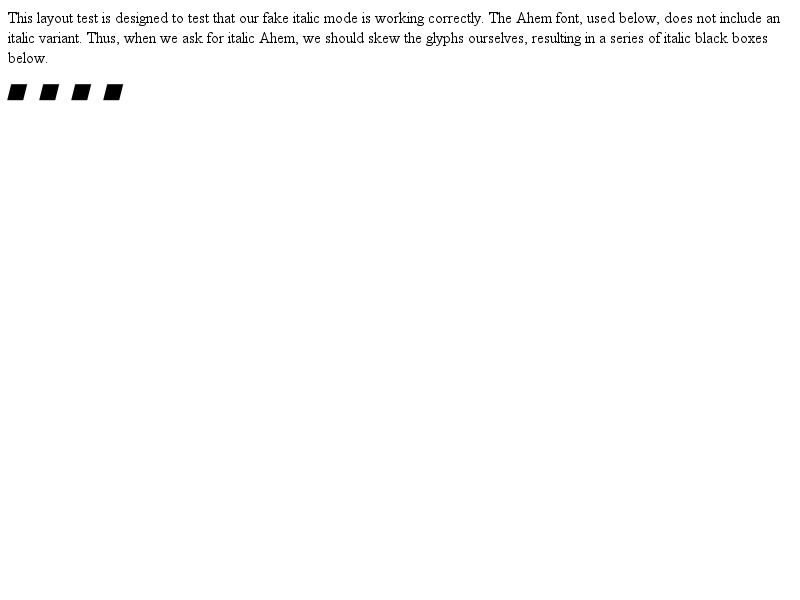 This layout test is designed to test that our fake italic mode is working correctly. The Ahem font, used below, does not include an
italic variant. Thus, when we ask for italic Ahem, we should skew the glyphs ourselves, resulting in a series of italic black boxes
below.